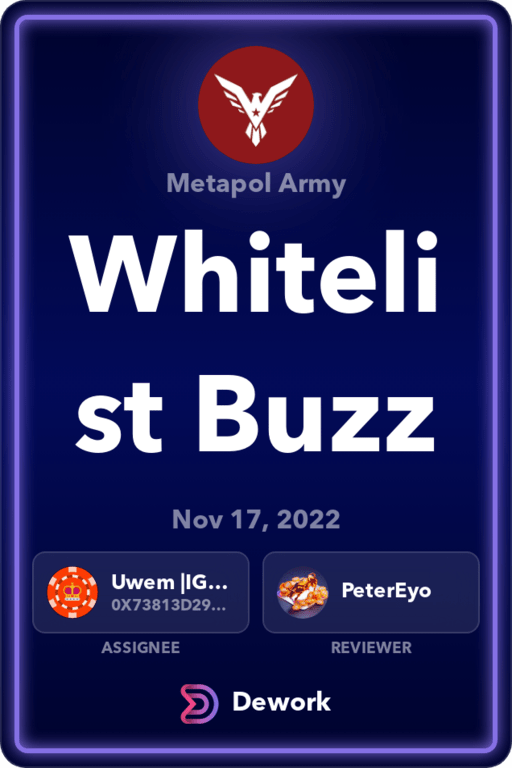 Metapol Army
Whiteli
st Buzz
Nov 17, 2022
Uwem |IG...
0X73813D29...
PeterEyo
ASSIGNEE
REVIEWER
Dework